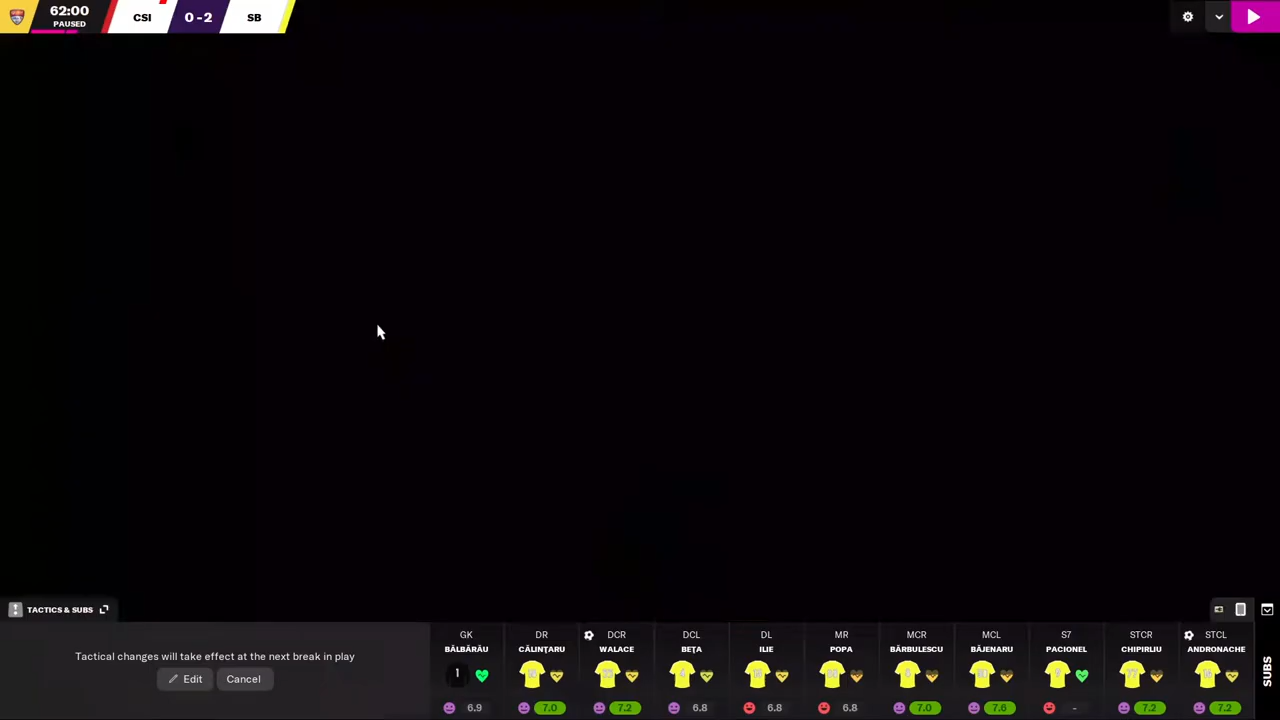 62:00
PAUSED
CSI
0 - 2
SB
TACTICS & SUBS
Tactical changes will take effect at the next break in play
Edit
Cancel
GK DR DCR DCL DL MR MCR MCL S7 STCR STCL
BĂLBĂRĂU CĂLINȚARU WALACE BEȚA ILIE POPA BĂRBULESCU BĂJENARU PACIONEL CHIPIRLIU ANDRONACHE
1
6.9 7.0 7.2 6.8 6.8 6.8 7.0 7.6 - 7.2 7.2
SUBS